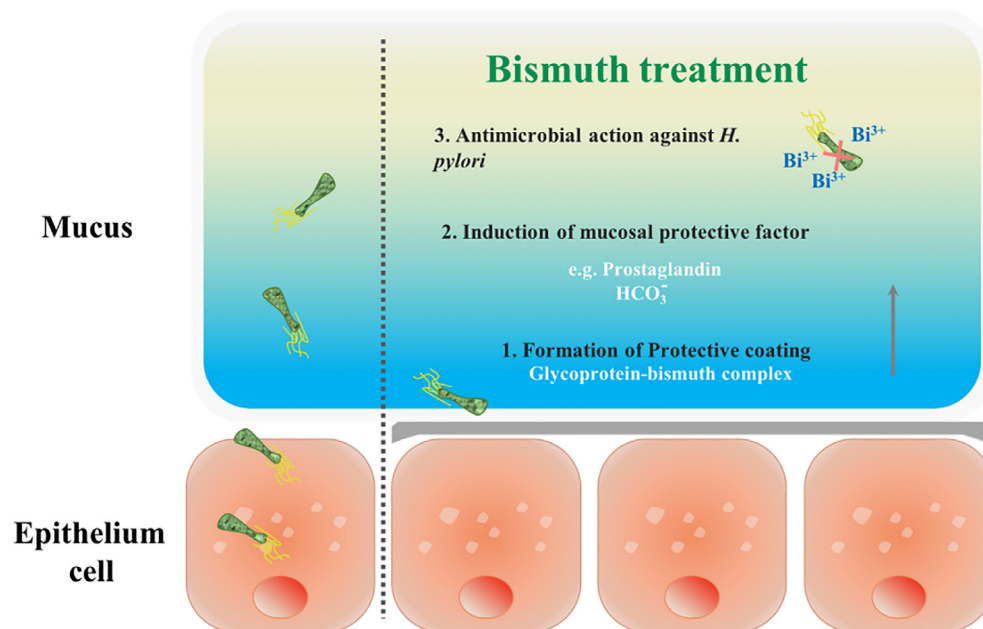 Bismuth treatment
3. Antimicrobial action against H.
pylori
Bi³⁺
Bi³⁺
Bi³⁺
Mucus
2. Induction of mucosal protective factor
e.g. Prostaglandin
HCO₃⁻
1. Formation of Protective coating
Glycoprotein-bismuth complex
Epithelium
cell